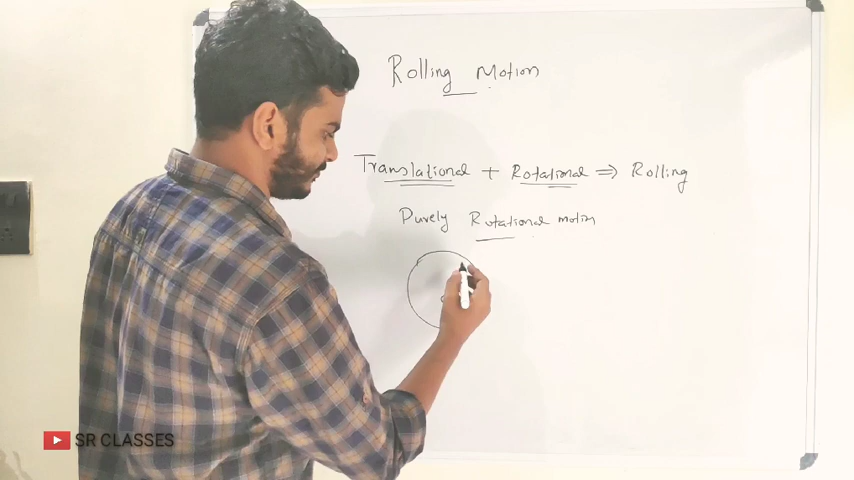 Rolling Motion
Translational + Rotational ⇒ Rolling
Purely Rotational motion
SR CLASSES